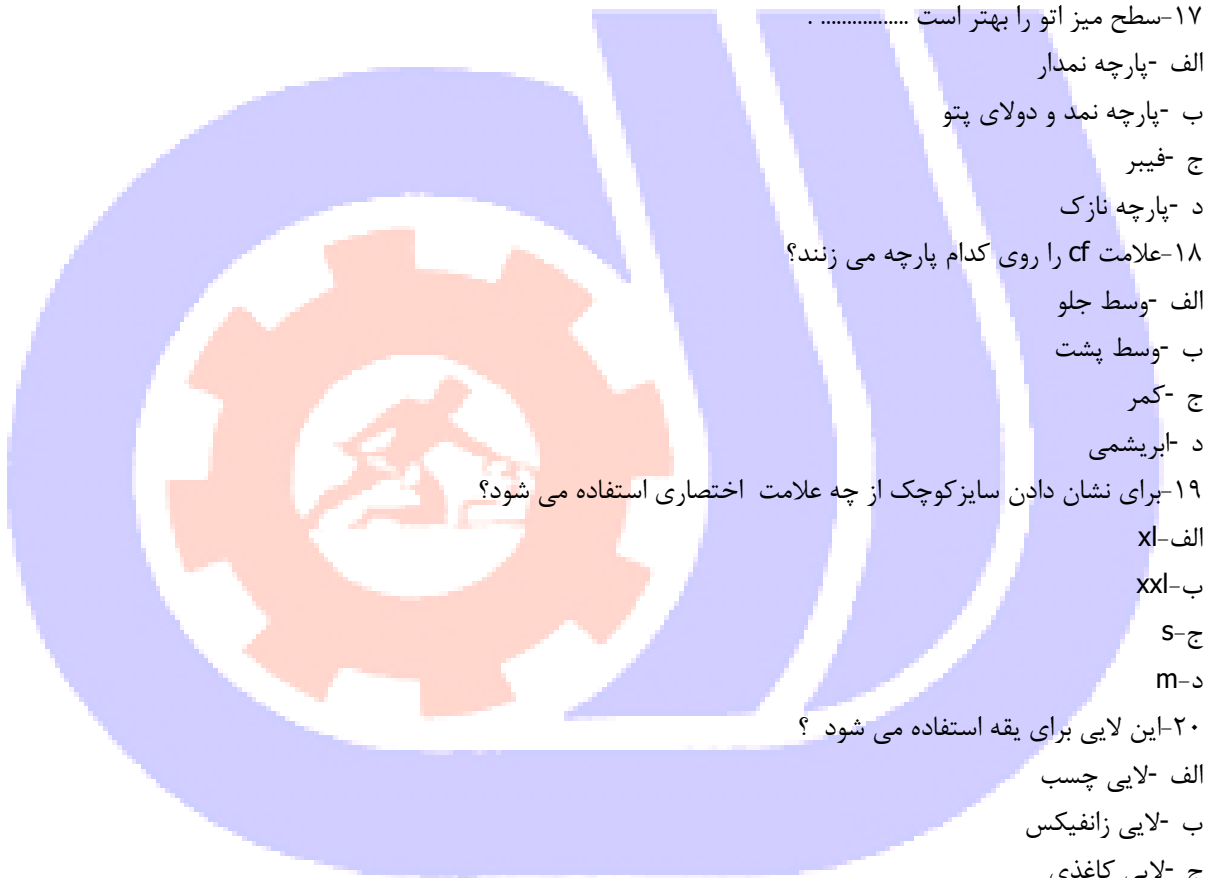 ۱۷-سطح میز اتو را بهتر است ................. .
الف -پارچه نمدار
ب -پارچه نمد و دولای پتو
ج -فیبر
د -پارچه نازک
۱۸-علامت cf را روی کدام پارچه می زنند؟
الف -وسط جلو
ب -وسط پشت
ج -کمر
د -ابریشمی
۱۹-برای نشان دادن سایزکوچک از چه علامت اختصاری استفاده می شود؟
الف-xl
ب-xxl
ج-s
د-m
۲۰-این لایی برای یقه استفاده می شود ؟
الف -لایی چسب
ب -لایی زانفیکس
ج -لایی کاغذی